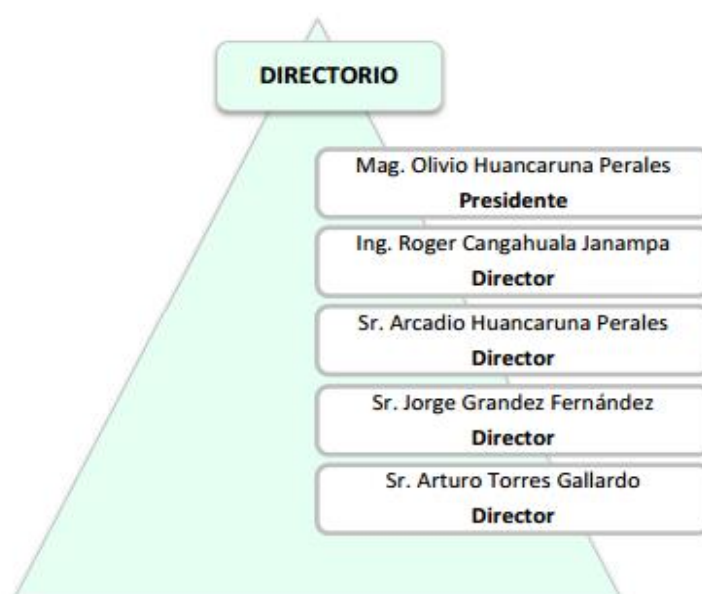 DIRECTORIO
Mag. Olivio Huancaruna Perales
Presidente
Ing. Roger Cangahuala Janampa
Director
Sr. Arcadio Huancaruna Perales
Director
Sr. Jorge Grandez Fernández
Director
Sr. Arturo Torres Gallardo
Director